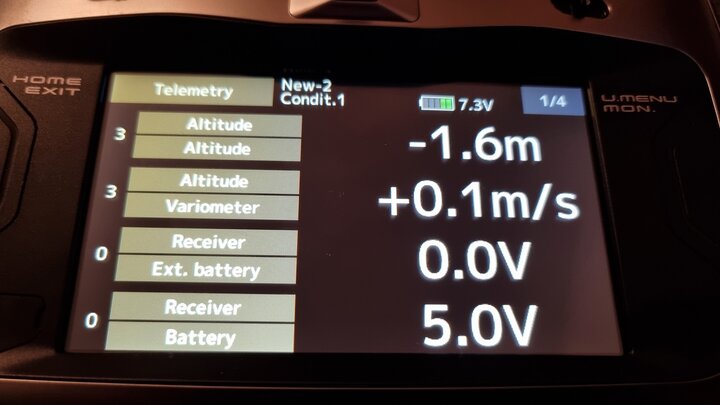 HOME
EXIT
Telemetry
New-2
Condit.1
7.3V
1/4
U.MENU
MON.
3
Altitude
Altitude
-1.6m
3
Altitude
Variometer
+0.1m/s
0
Receiver
Ext. battery
0.0V
0
Receiver
Battery
5.0V